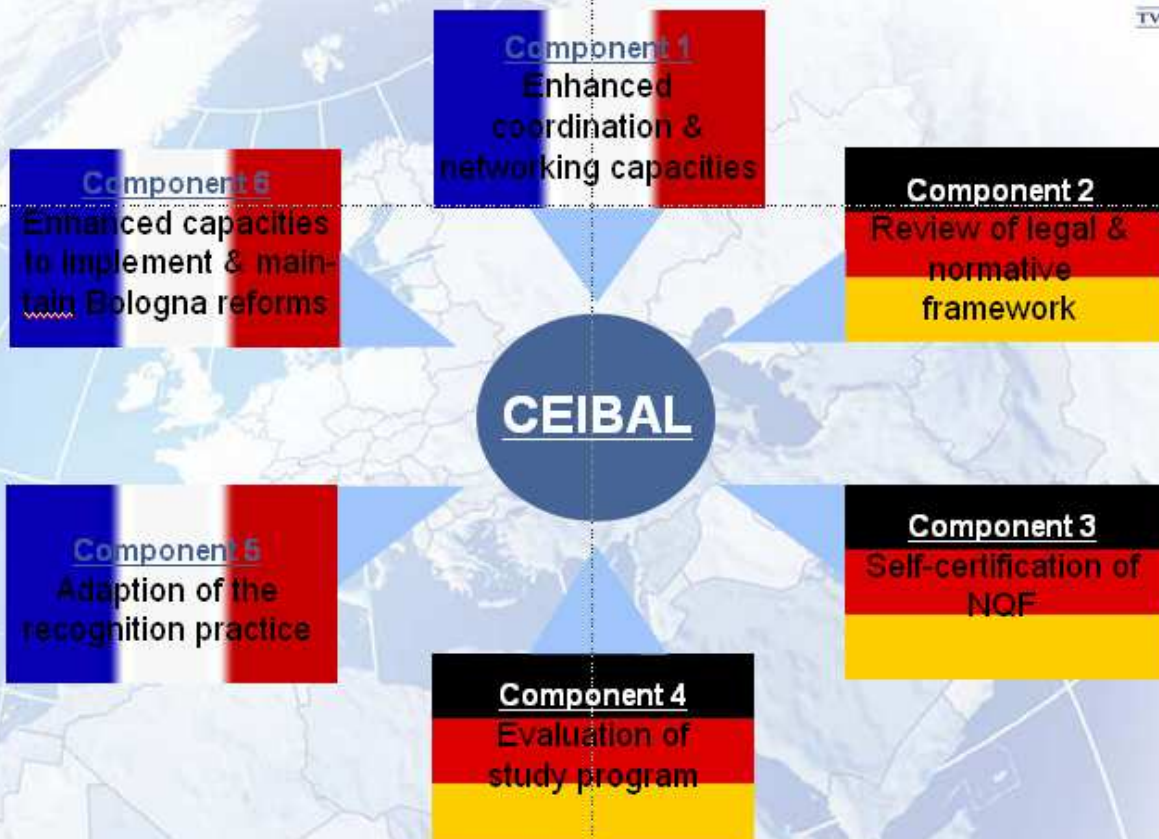 TW
Component 1
Enhanced
coordination &
networking capacities
Component 2
Review of legal &
normative
framework
Component 3
Self-certification of
NQF
Component 4
Evaluation of
study program
Component 5
Adaption of the
recognition practice
Component 6
Enhanced capacities
to implement & main-
tain Bologna reforms
CEIBAL